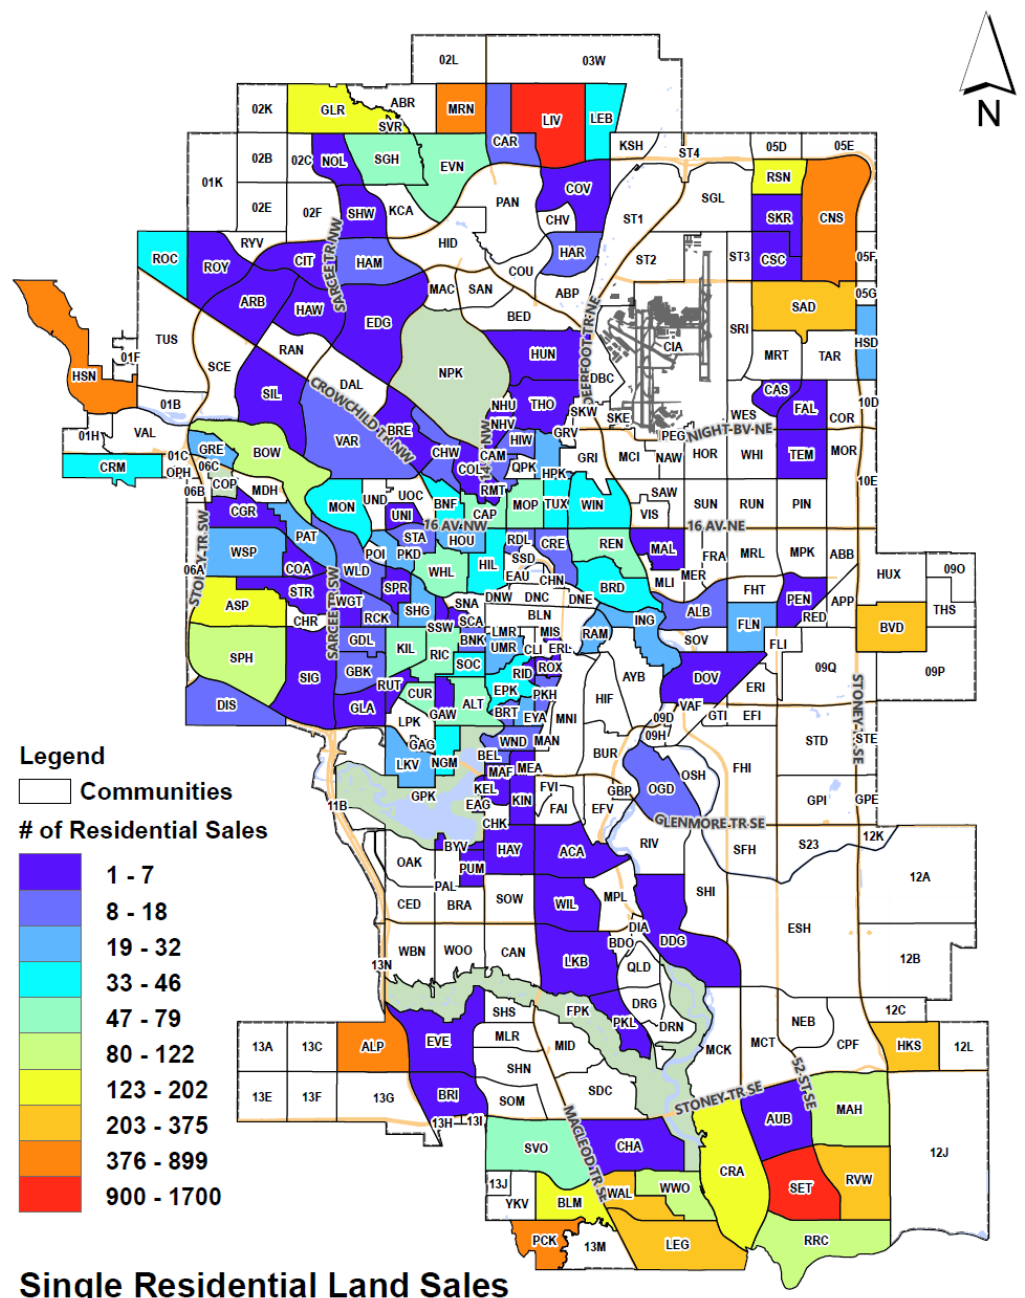 02L
03W
N
02K
GLR
ABR
MRN
SVR
CAR
LIV
LEB
02B
02C
NOL
SGH
EVN
KSH
ST4
05D
05E
01K
RSN
02E
02F
SHW
KCA
PAN
COV
CHV
ST1
SGL
SKR
CNS
RYV
HID
ROC
ROY
CIT
HAM
HAR
ST2
ST3
CSC
05F
SARCEE TR NW
COU
MAC
SAN
ABP
ARB
HAW
EDG
BED
SAD
05G
TUS
RAN
SRI
CIA
MRT
TAR
HSD
01F
SCE
HUN
DEERFOOT TR NE
HSN
NPK
DBC
DAL
SIL
CROWCHILD TR NW
01B
NHU
THO
SKW
SKE
CAS
FAL
10D
01H
VAL
NHV
WES
COR
BRE
VAR
GRV
PEG
NIGHT BV NE
HIW
GRE
BOW
CHW
CAM
01C
06C
COL
QPK
HPK
GRI
MCI
NAW
HOR
WHI
TEM
MOR
CRM
OPH
COP
MDH
RMT
10E
06B
UND
UOC
BNF
SAW
CGR
MON
UNI
CAP
MOP
TUX
WIN
VIS
SUN
RUN
PIN
16 AV NW
16 AV NE
STONEY TR SW
WSP
PAT
STA
HOU
RDL
CRE
REN
MAL
FRA
MRL
MPK
ABB
POI
PKD
SSD
06A
COA
WLD
WHL
HIL
EAU
CHN
MLI
MER
HUX
09O
STR
SPR
DNW
DNC
DNE
BRD
FHT
PEN
APP
ASP
CHR
WGT
RCK
SHG
SNA
SCA
BLN
ALB
RED
THS
SARCEE TR SW
SSW
LMR
MIS
RAM
ING
FLN
BVD
GDL
KIL
RIC
BNK
UMR
CLI
ERL
SOV
FLI
SPH
SIG
GBK
SOC
RID
ROX
AYB
DOV
ERI
09Q
09P
RUT
CUR
EPK
PKH
HIF
DIS
GLA
LPK
GAW
ALT
BRT
EYA
MNI
VAF
09D
GTI
EFI
09H
STONEY TR SE
STD
STE
GAG
WND
MAN
BUR
FHI
Legend
LKV
NGM
BEL
MAF
MEA
OSH
Communities
GPK
KEL
KIN
FVI
GBP
OGD
GPI
GPE
11B
EAG
FAI
EFV
# of Residential Sales
CHK
GLENMORE TR SE
12K
BYV
HAY
ACA
RIV
SFH
S23
1 - 7
OAK
PUM
12A
8 - 18
PAL
CED
BRA
SOW
WIL
MPL
SHI
19 - 32
DIA
ESH
33 - 46
WBN
WOO
CAN
BDO
DDG
12B
13N
LKB
QLD
47 - 79
SHS
FPK
DRG
12C
80 - 122
13A
13C
ALP
EVE
MLR
PKL
DRN
NEB
MID
MCK
MCT
CPF
HKS
12L
123 - 202
13E
13F
13G
BRI
SHN
SDC
52 ST SE
SOM
STONEY TR SE
MAH
203 - 375
13H
13I
MACLEOD TR SE
AUB
SVO
CHA
12J
376 - 899
CRA
900 - 1700
13J
YKV
BLM
WAL
WWO
SET
RVW
PCK
13M
LEG
RRC
Single Residential Land Sales